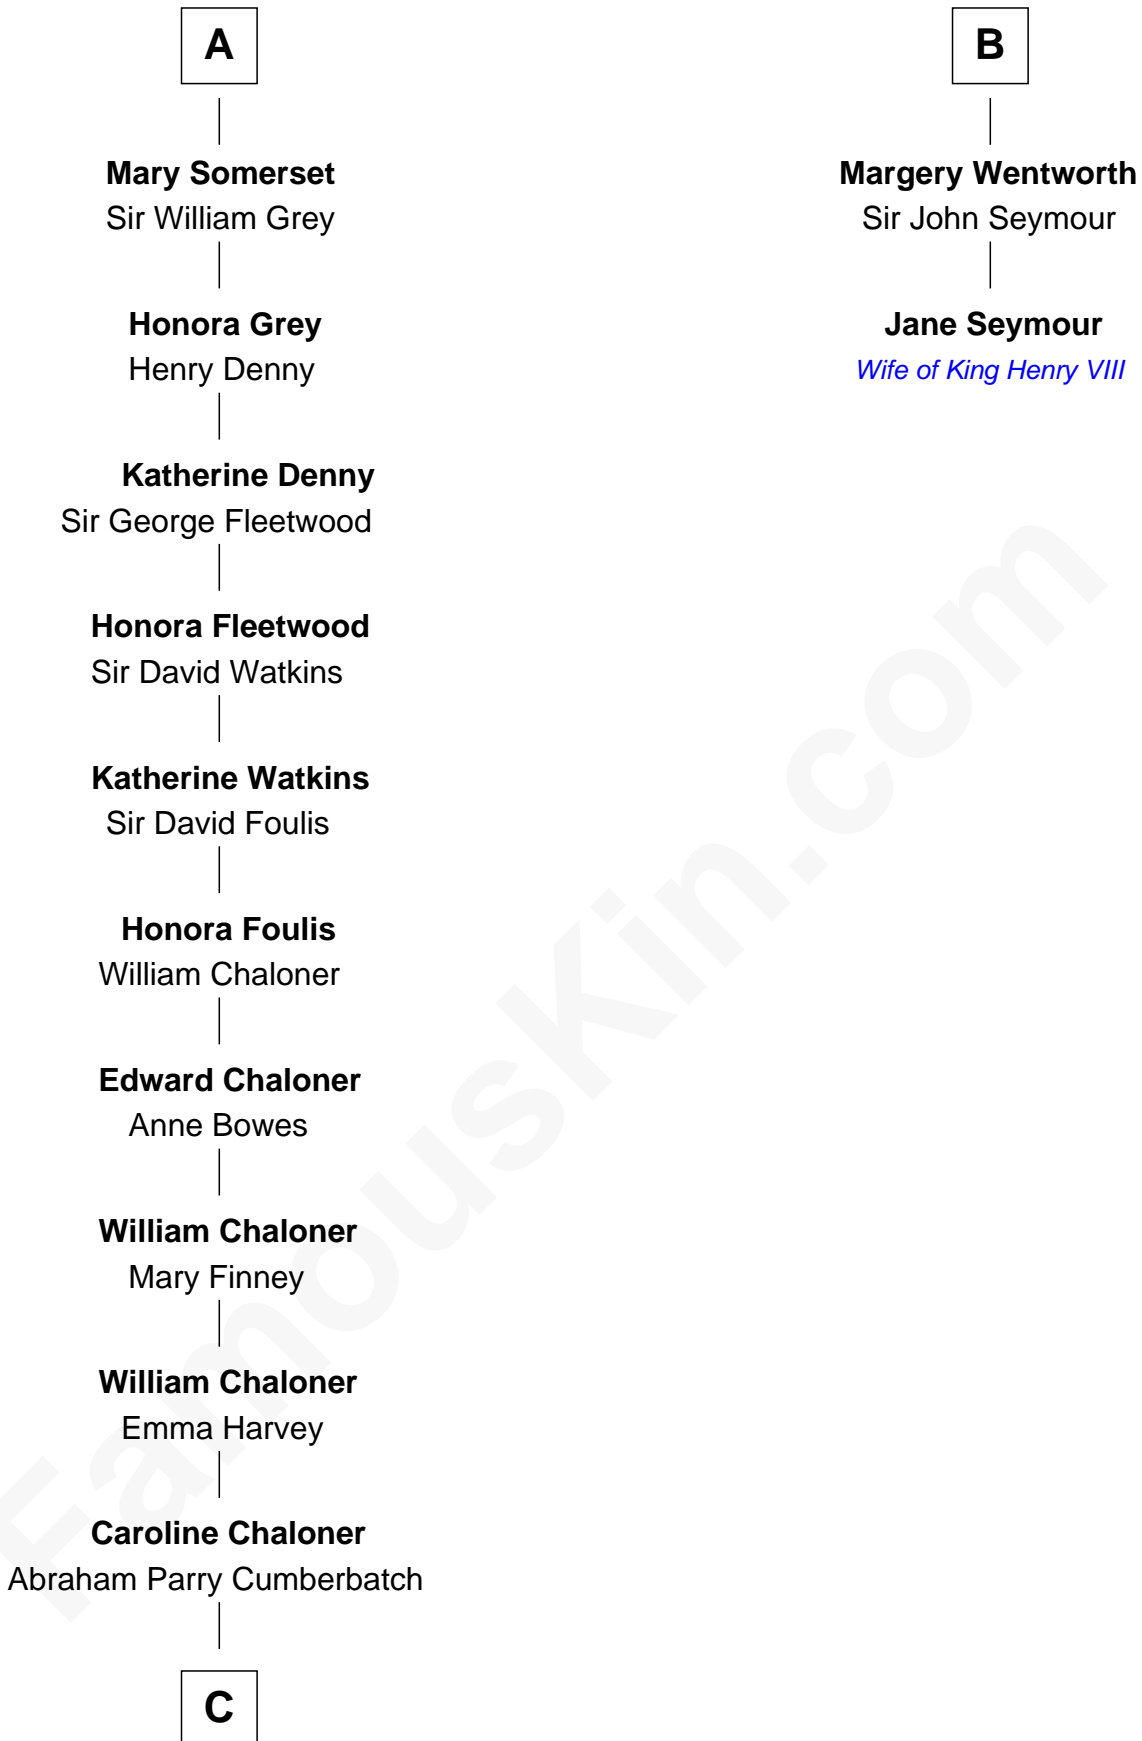 A
Mary Somerset
Sir William Grey
Honora Grey
Henry Denny
Katherine Denny
Sir George Fleetwood
Honora Fleetwood
Sir David Watkins
Katherine Watkins
Sir David Foulis
Honora Foulis
William Chaloner
Edward Chaloner
Anne Bowes
William Chaloner
Mary Finney
William Chaloner
Emma Harvey
Caroline Chaloner
Abraham Parry Cumberbatch
C
B
Margery Wentworth
Sir John Seymour
Jane Seymour
Wife of King Henry VIII
FamousKin.com